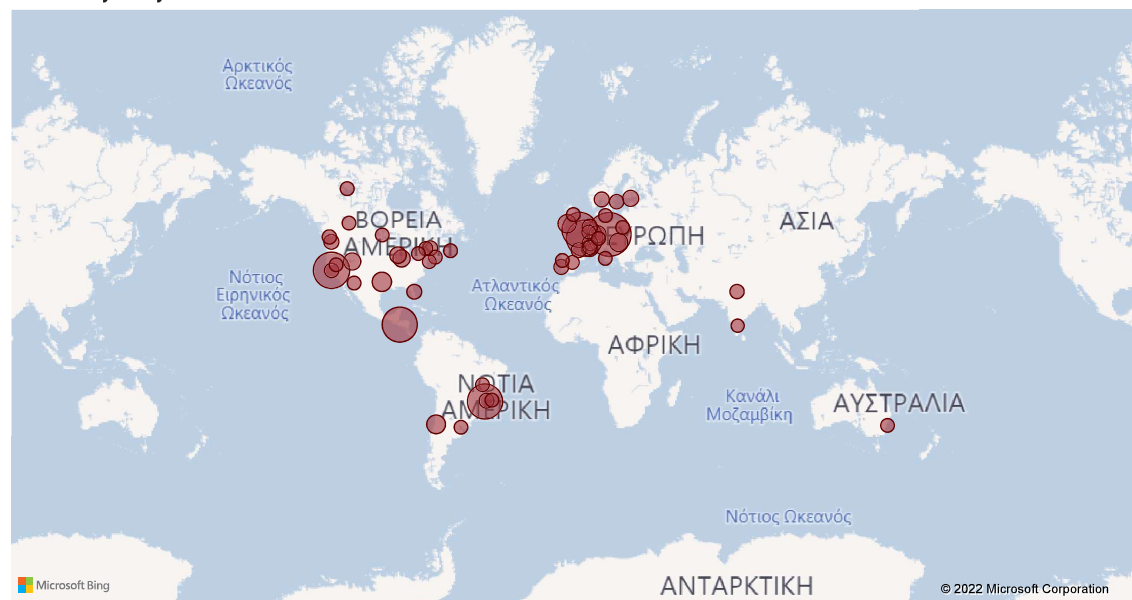 Αρκτικός
Ωκεανός
ΒΟΡΕΙΑ
ΑΜΕΡΙΚΗ
ΕΥΡΩΠΗ
ΑΣΙΑ
Νότιος
Ειρηνικός
Ωκεανός
Ατλαντικός
Ωκεανός
ΑΦΡΙΚΗ
ΝΟΤΙΑ
ΑΜΕΡΙΚΗ
Κανάλι
Μοζαμβίκη
ΑΥΣΤΡΑΛΙΑ
Νότιος Ωκεανός
ΑΝΤΑΡΚΤΙΚΗ
Microsoft Bing
© 2022 Microsoft Corporation